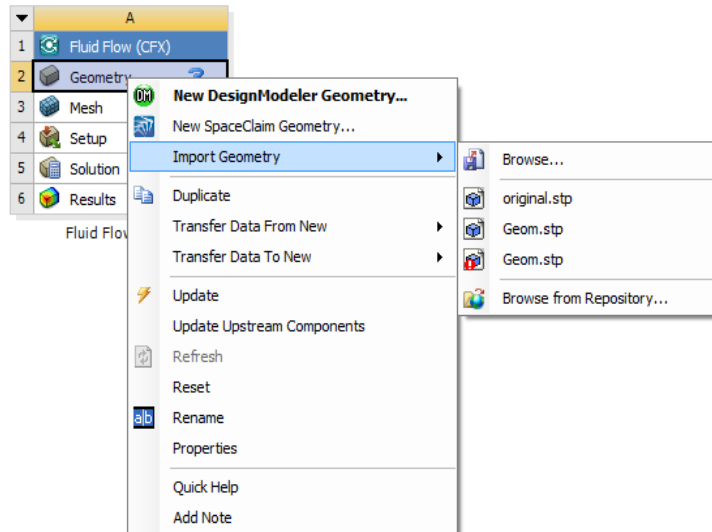 A
1 Fluid Flow (CFX)
2 Geometry ?
3 Mesh
4 Setup
5 Solution
6 Results
Fluid Flow
DM New DesignModeler Geometry...
New SpaceClaim Geometry...
Import Geometry
Duplicate
Transfer Data From New
Transfer Data To New
Update
Update Upstream Components
Refresh
Reset
a|b Rename
Properties
Quick Help
Add Note
Browse...
original.stp
Geom.stp
Geom.stp
Browse from Repository...